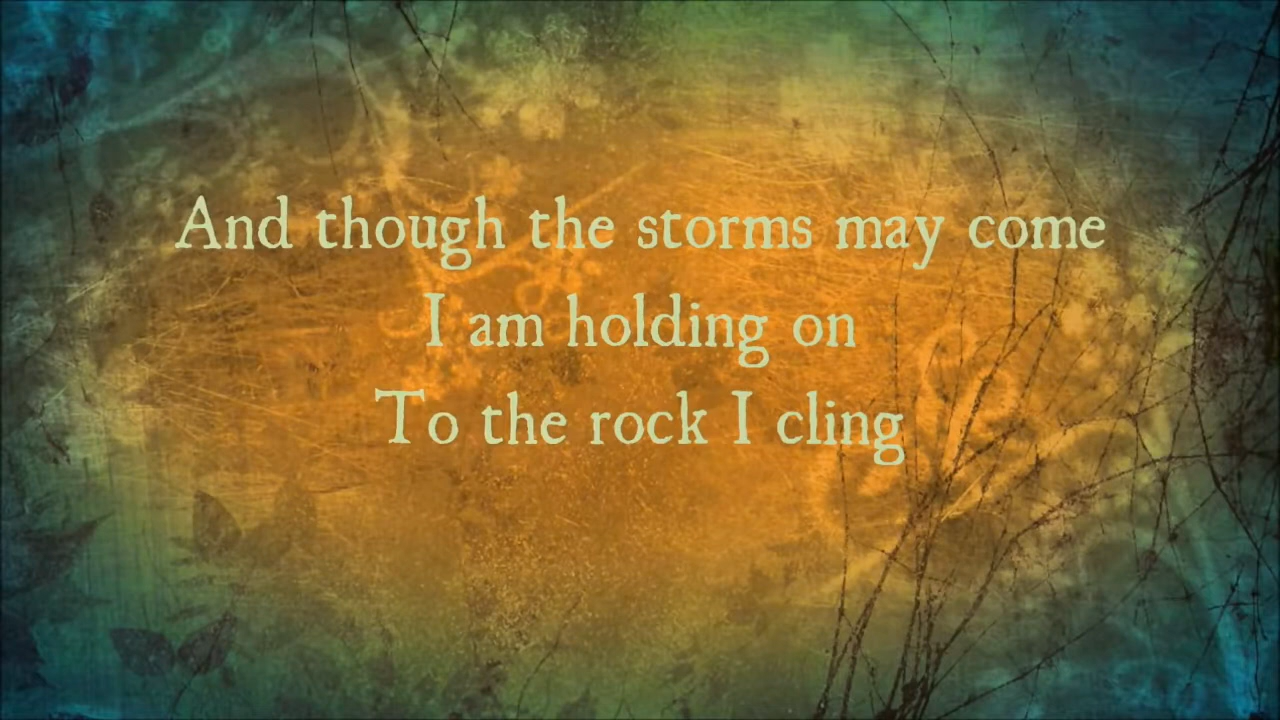 And though the storms may come
I am holding on
To the rock I cling